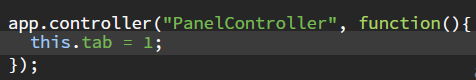 app.controller("PanelController", function(){
  this.tab = 1;
});